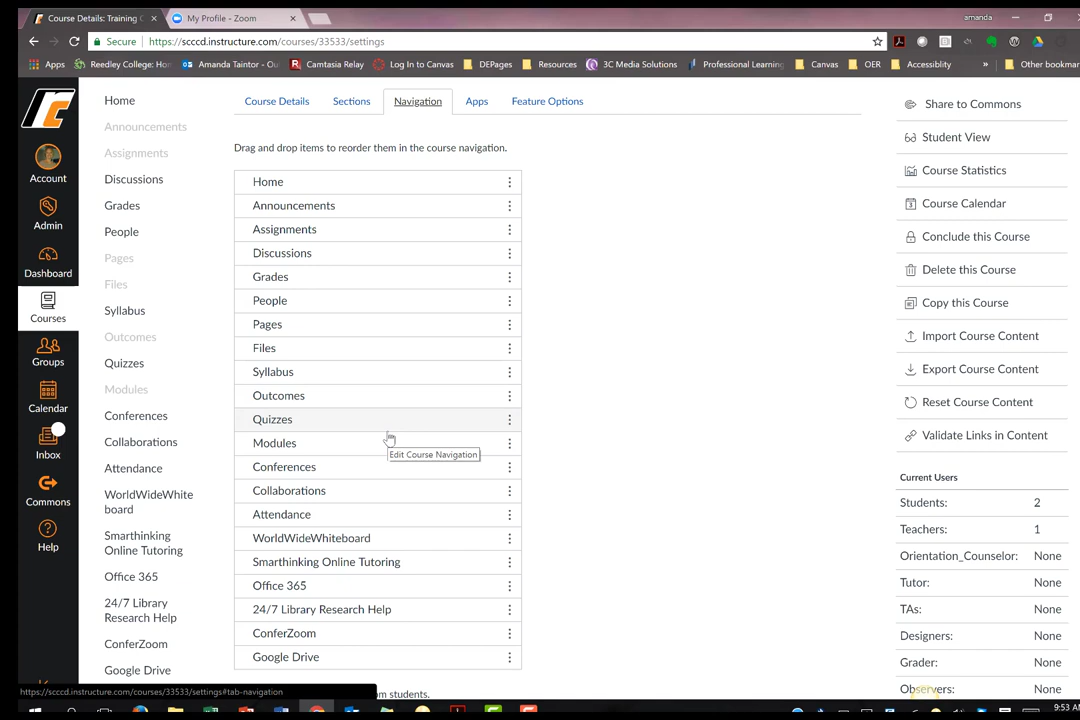 Course Details: Training C
My Profile - Zoom
amanda
Secure
https://scccd.instructure.com/courses/33533/settings
Apps
Reedley College: Hom
Amanda Taintor - Ou
Camtasia Relay
Log In to Canvas
DEPages
Resources
3C Media Solutions
Professional Learning
Canvas
OER
Accessiblity
»
Other bookmar
Account
Admin
Dashboard
Courses
Groups
Calendar
Inbox
Commons
Help
Home
Announcements
Assignments
Discussions
Grades
People
Pages
Files
Syllabus
Outcomes
Quizzes
Modules
Conferences
Collaborations
Attendance
WorldWideWhite
board
Smarthinking
Online Tutoring
Office 365
24/7 Library
Research Help
ConferZoom
Google Drive
Course Details
Sections
Navigation
Apps
Feature Options
Drag and drop items to reorder them in the course navigation.
Home
Announcements
Assignments
Discussions
Grades
People
Pages
Files
Syllabus
Outcomes
Quizzes
Modules
Edit Course Navigation
Conferences
Collaborations
Attendance
WorldWideWhiteboard
Smarthinking Online Tutoring
Office 365
24/7 Library Research Help
ConferZoom
Google Drive
om students.
https://scccd.instructure.com/courses/33533/settings#tab-navigation
Share to Commons
Student View
Course Statistics
Course Calendar
Conclude this Course
Delete this Course
Copy this Course
Import Course Content
Export Course Content
Reset Course Content
Validate Links in Content
Current Users
Students: 2
Teachers: 1
Orientation_Counselor: None
Tutor: None
TAs: None
Designers: None
Grader: None
Observers: None
9:53 AM